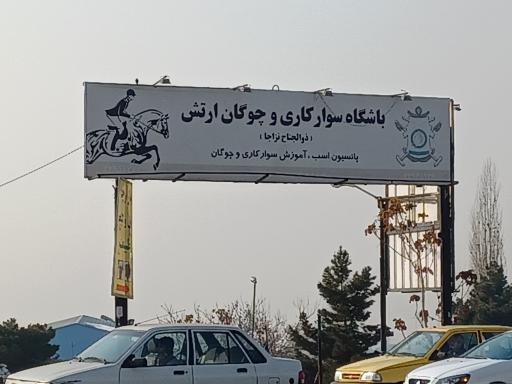 باشگاه سوارکاری و چوگان ارتش
(ذوالجناح نزاجا)
پانسیون اسب، آموزش سوارکاری و چوگان